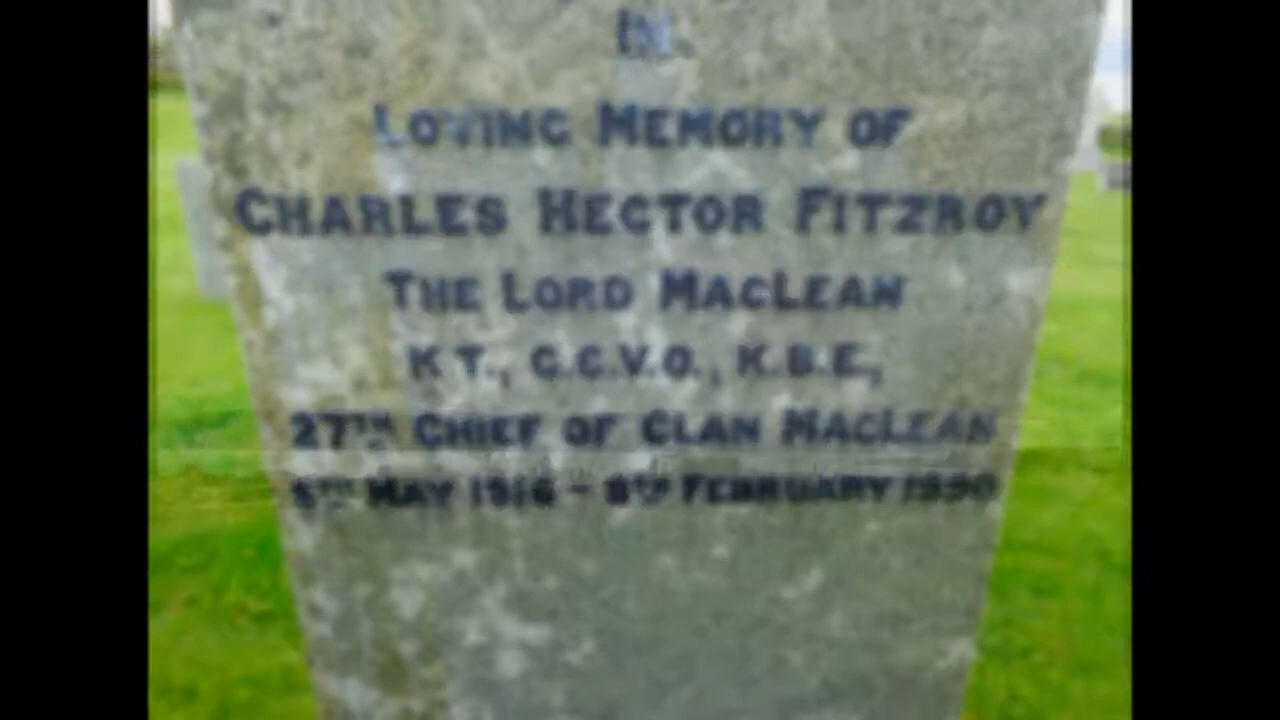 IN
LOVING MEMORY OF
CHARLES HECTOR FITZROY
THE LORD MACLEAN
K.T., G.C.V.O., K.B.E.,
27TH CHIEF OF CLAN MACLEAN
5TH MAY 1916 - 8TH FEBRUARY 1990